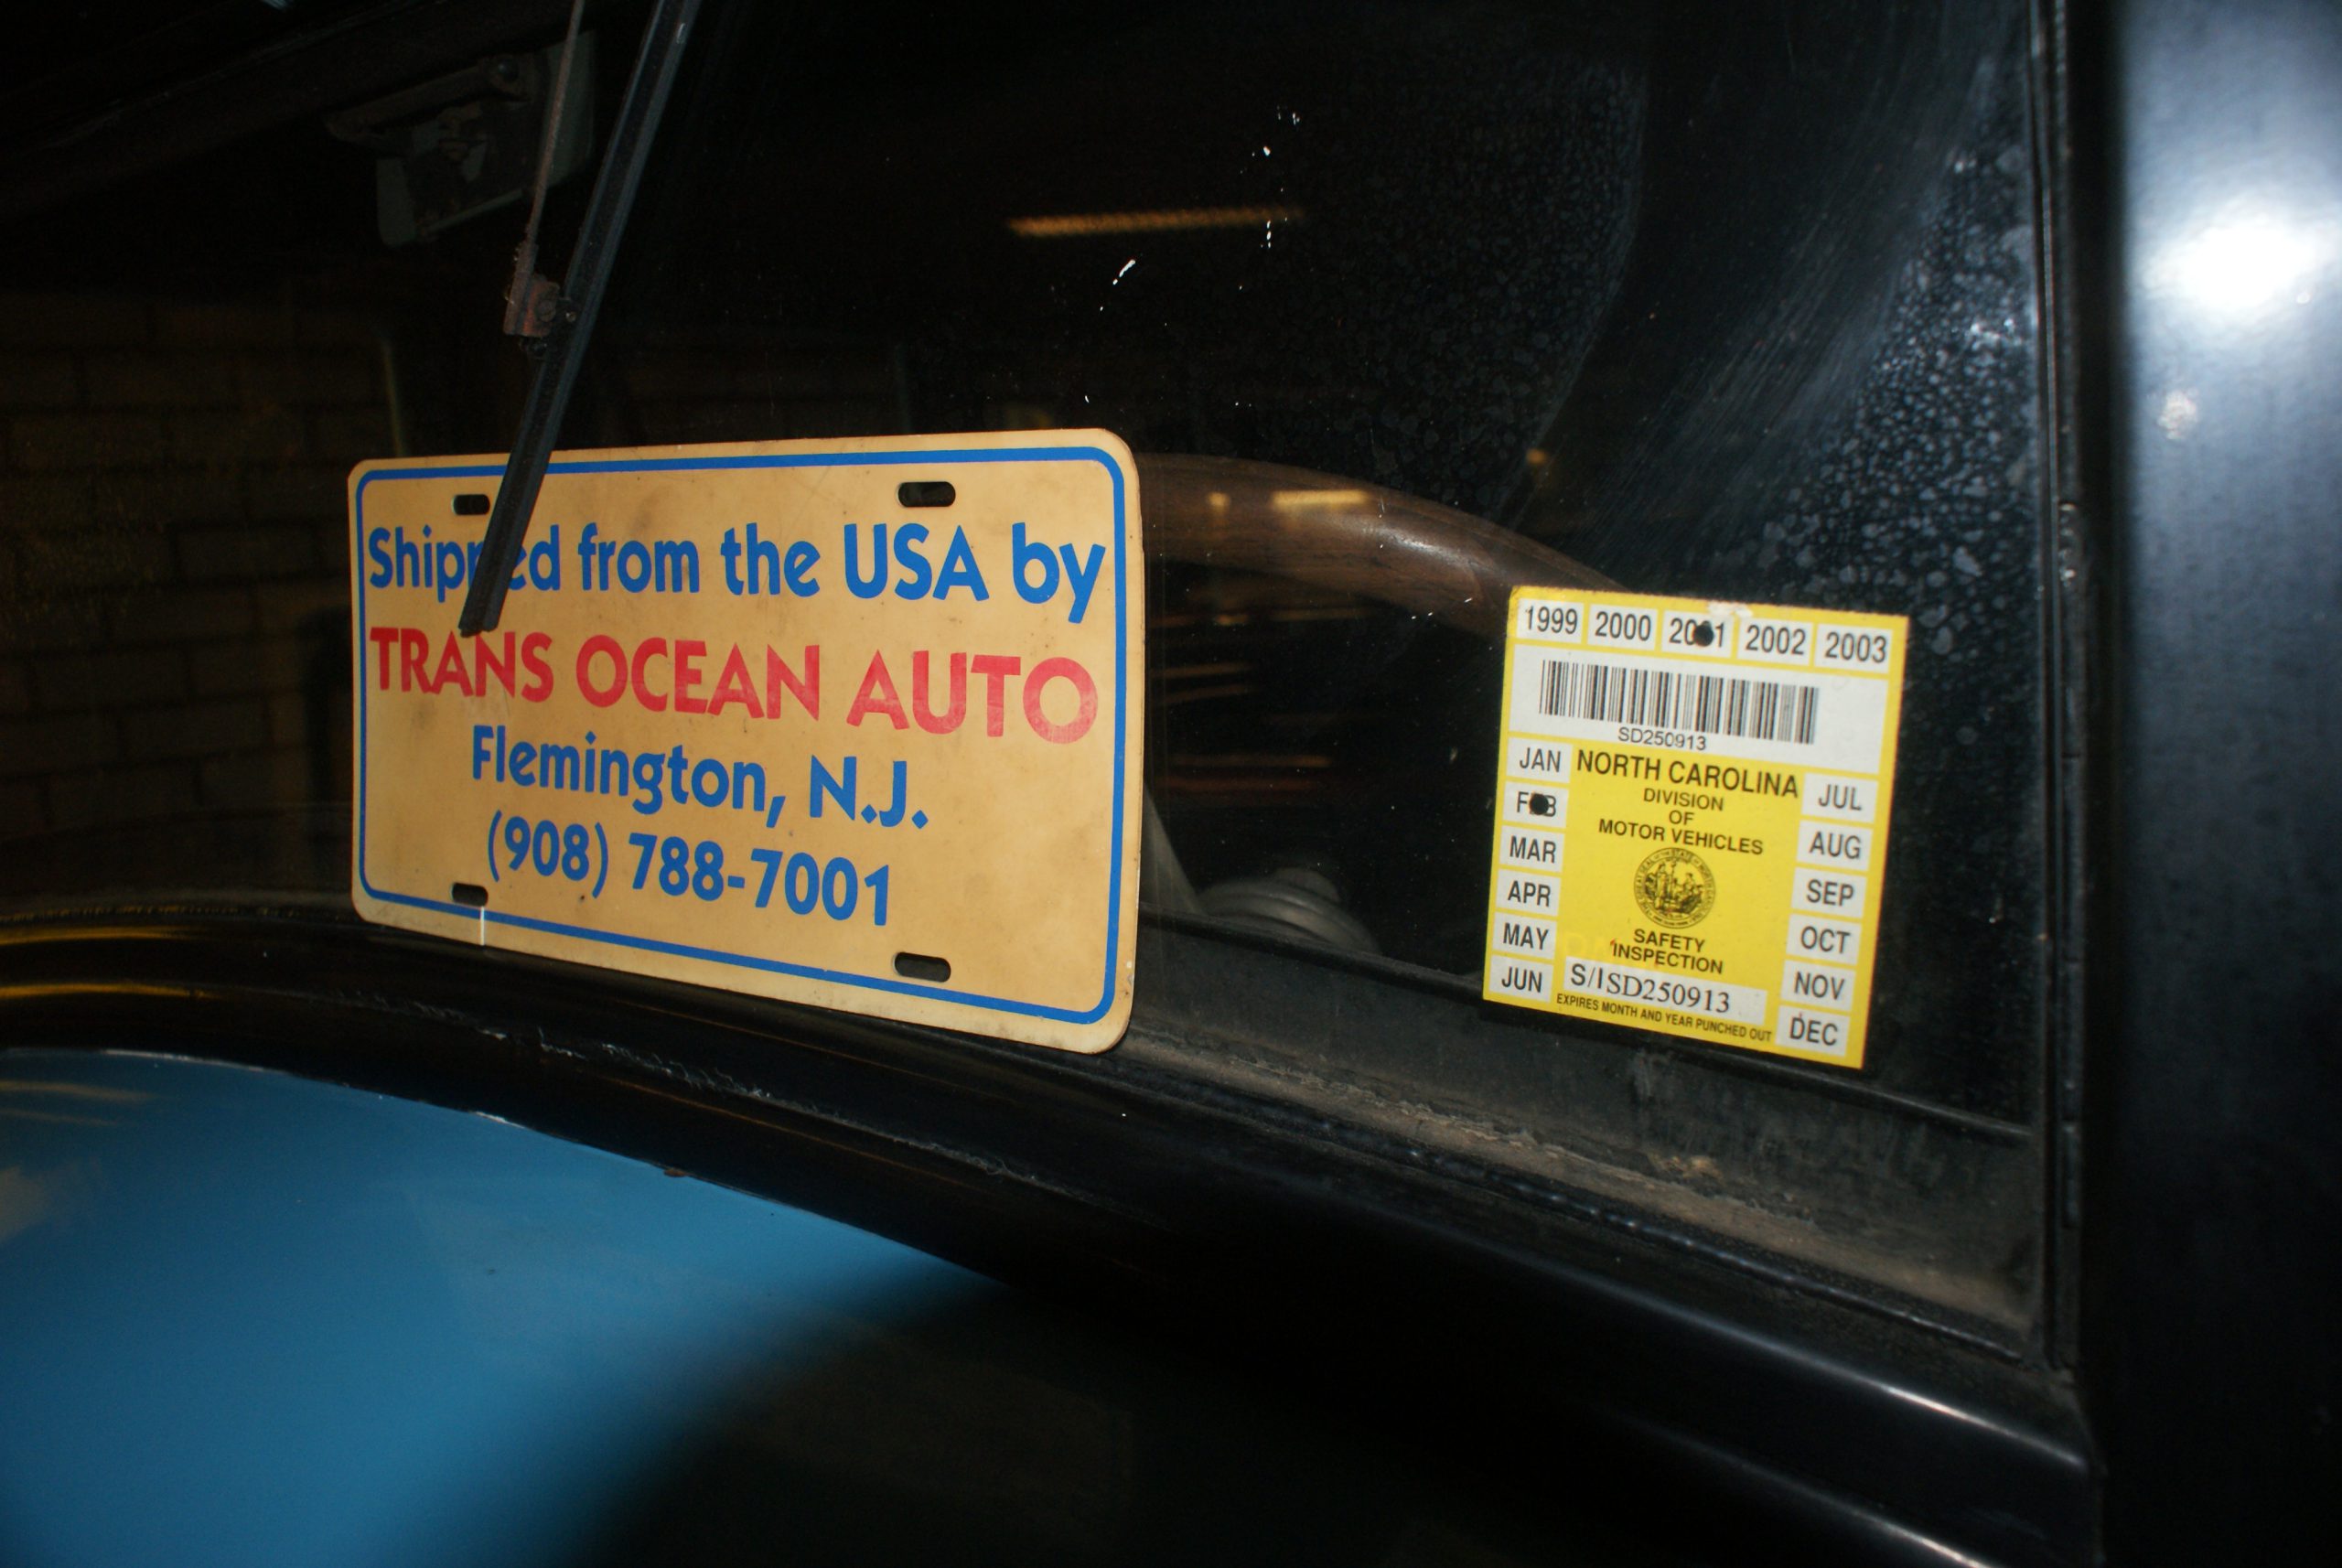 Shipped from the USA by
TRANS OCEAN AUTO
Flemington, N.J.
(908) 788-7001
1999 2000 2001 2002 2003
SD250913
NORTH CAROLINA
DIVISION
OF
MOTOR VEHICLES
JAN
FEB
MAR
APR
MAY
JUN
JUL
AUG
SEP
OCT
NOV
DEC
SAFETY
INSPECTION
S/ISD250913
EXPIRES MONTH AND YEAR PUNCHED OUT